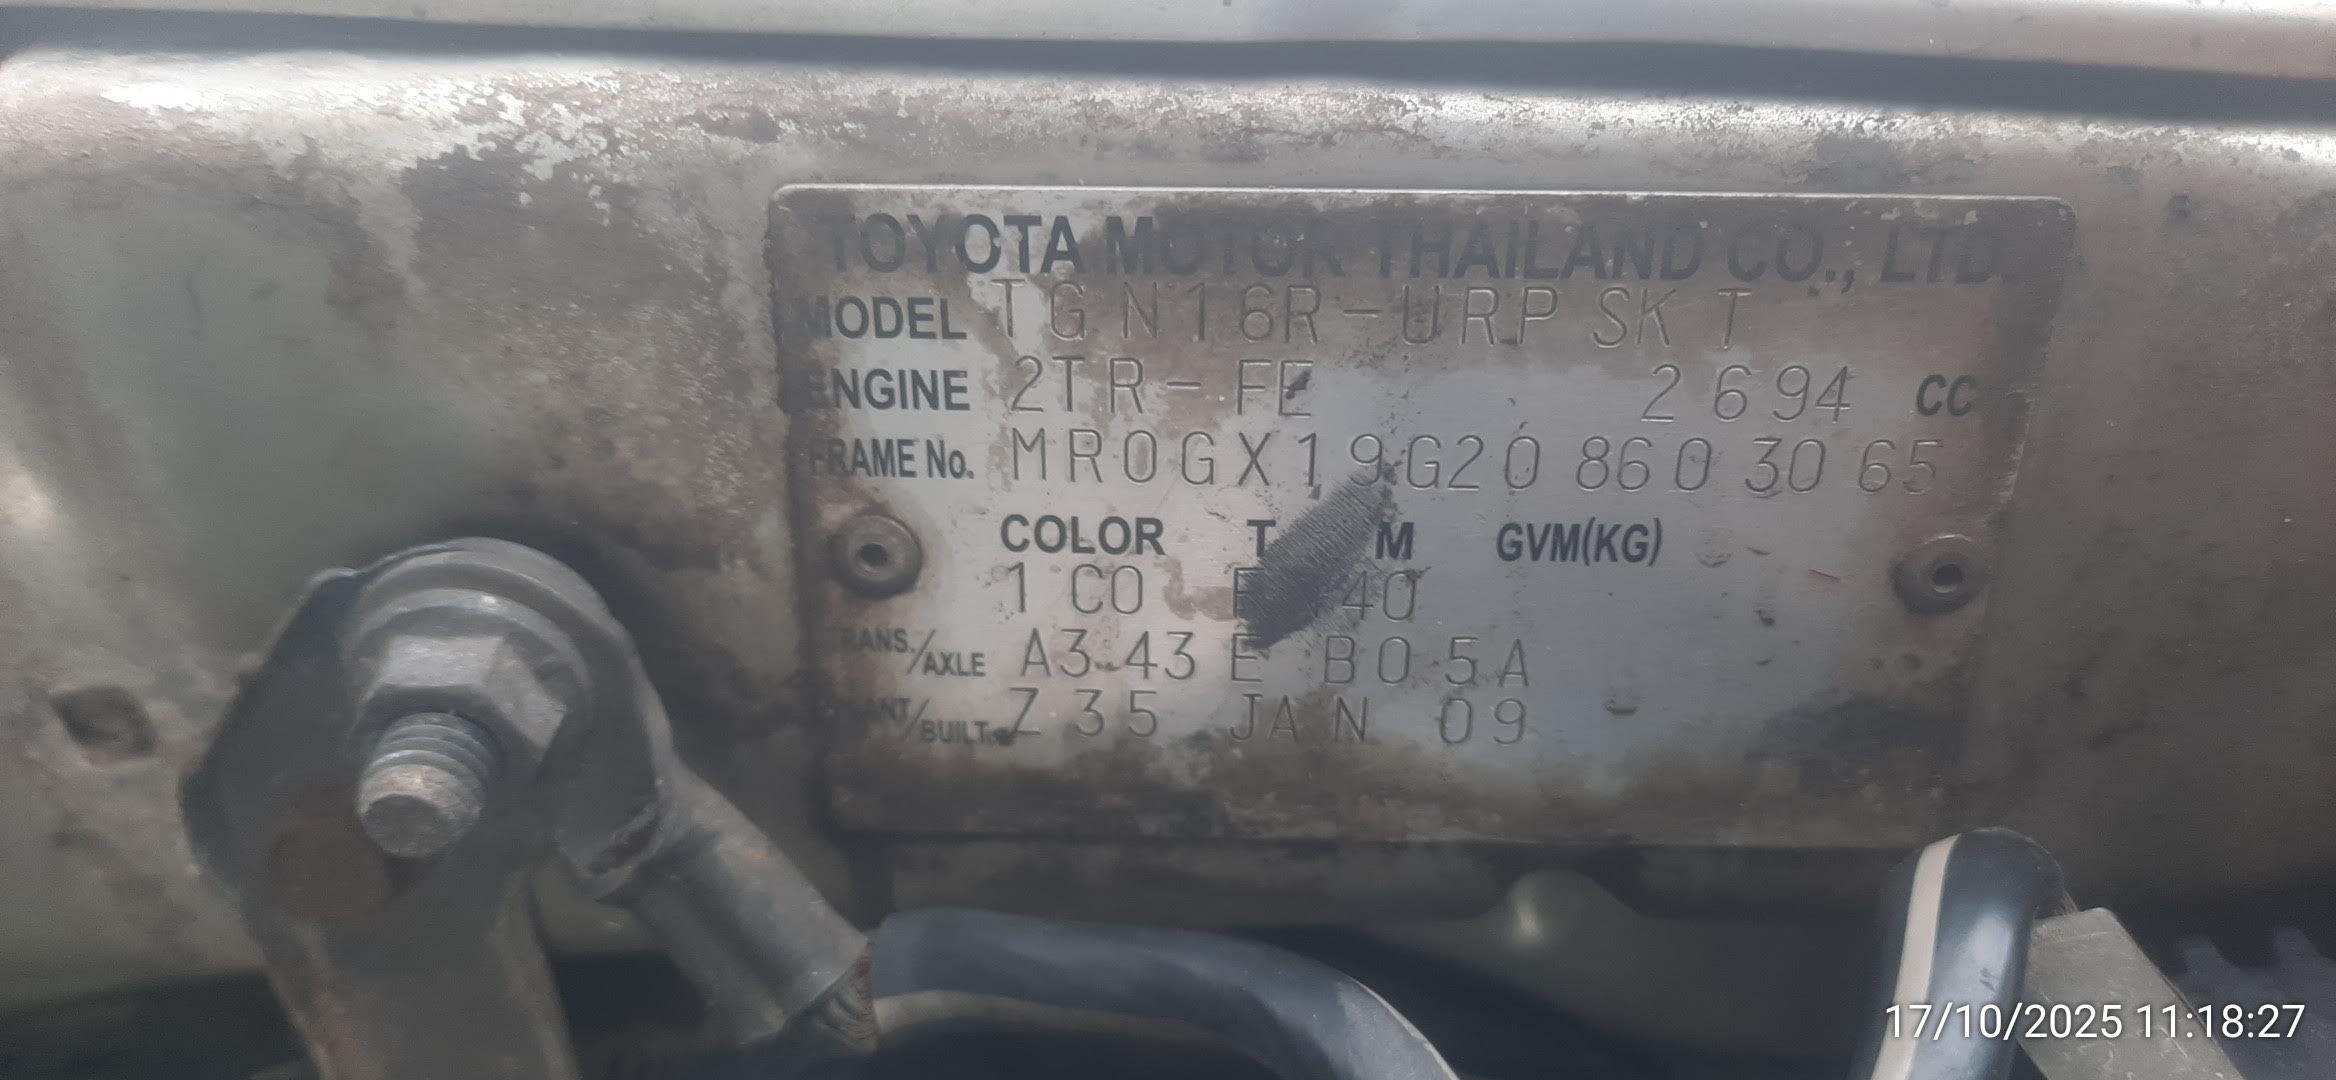 TOYOTA MOTOR THAILAND CO., LTD.
MODEL TGN16R-URPSKT
ENGINE 2TR-FE 2694 CC
FRAME No. MR0GX19G208603065
COLOR T M GVM(KG)
1C0 E 40
TRANS./AXLE A343E B05A
PLANT/BUILT Z35 JAN 09
17/10/2025 11:18:27